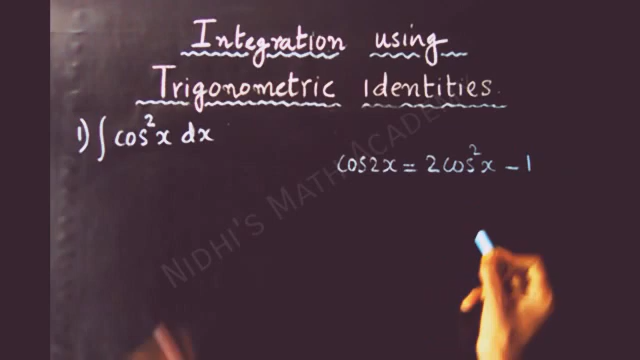 Integration using
Trigonometric Identities
1) ∫ cos²x dx
cos2x = 2cos²x − 1
NIDHI'S MATH ACADEMY